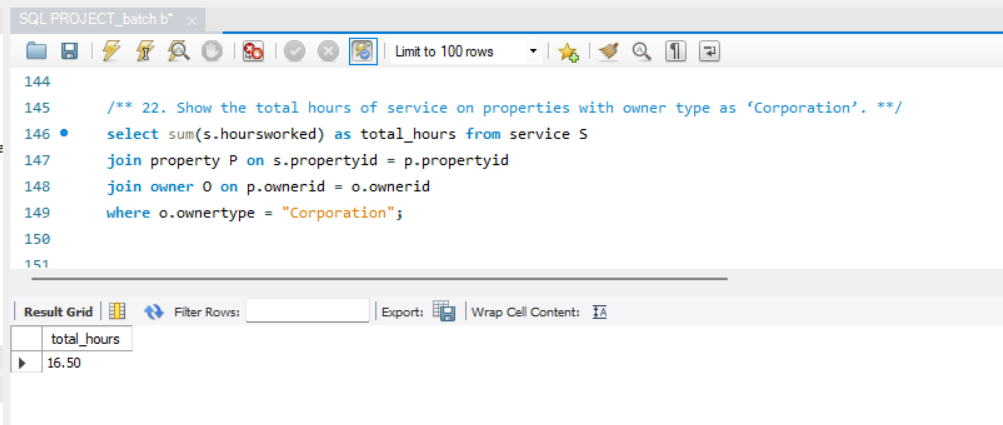 SQL PROJECT_batch b*
Limit to 100 rows
144
145 /** 22. Show the total hours of service on properties with owner type as ‘Corporation’. **/
146 select sum(s.hoursworked) as total_hours from service S
147 join property P on s.propertyid = p.propertyid
148 join owner O on p.ownerid = o.ownerid
149 where o.ownertype = "Corporation";
150
151
Result Grid Filter Rows: Export: Wrap Cell Content:
total_hours
16.50